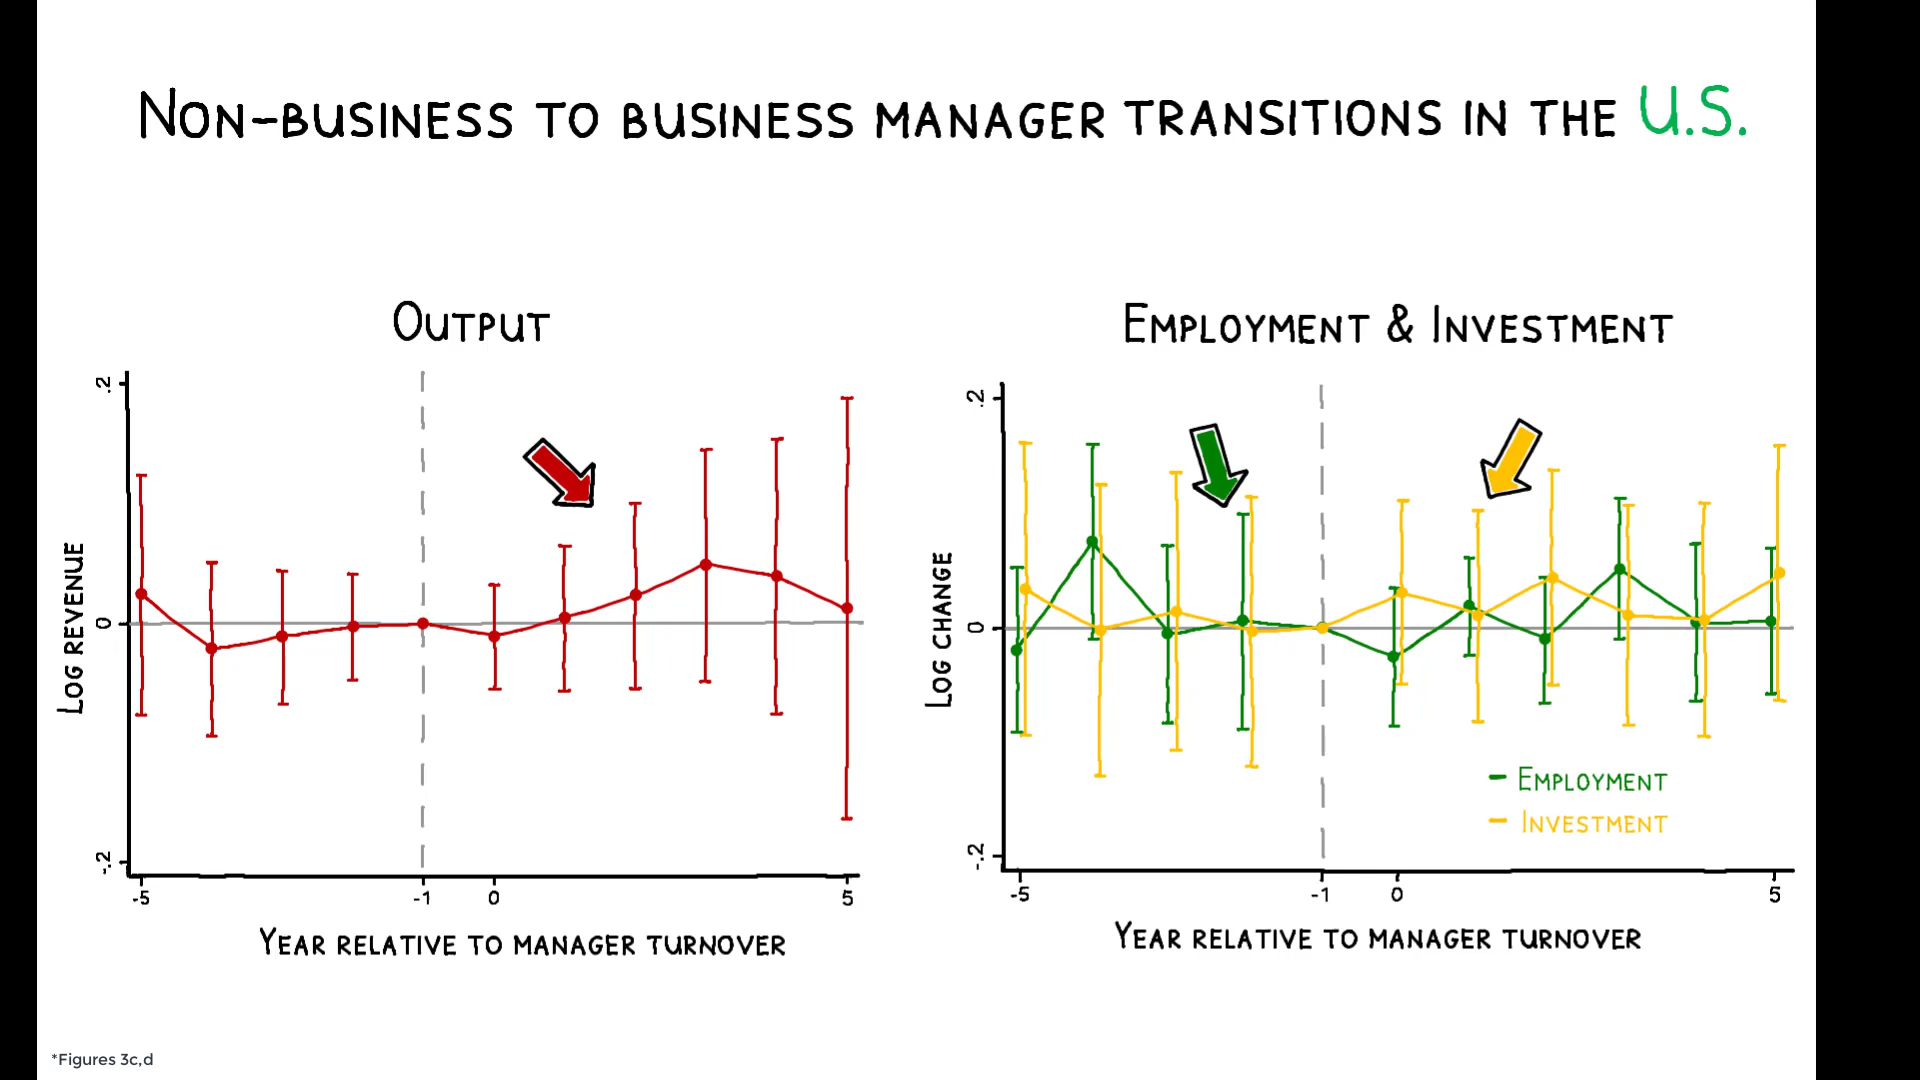 Non-business to business manager transitions in the U.S.
Output
.2
0
-.2
Log revenue
-5
-1
0
5
Year relative to manager turnover
Employment & Investment
.2
0
-.2
Log change
Employment
Investment
-5
-1
0
5
Year relative to manager turnover
*Figures 3c,d